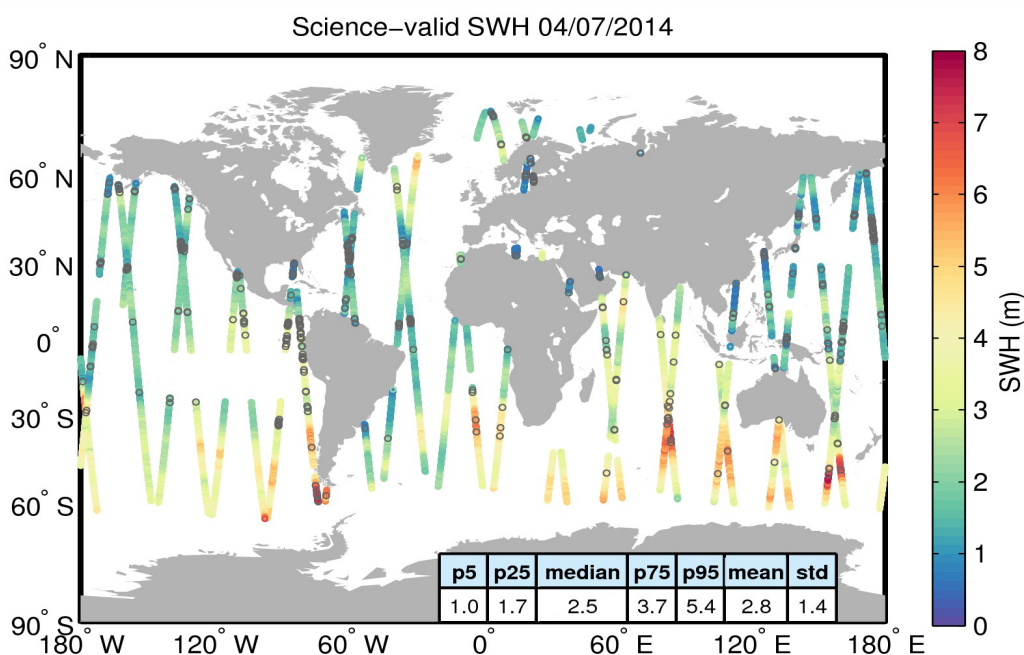 Science−valid SWH 04/07/2014
90° N
60° N
30° N
0°
30° S
60° S
90° S
180° W
120° W
60° W
0°
60° E
120° E
180° E
p5 p25 median p75 p95 mean std
1.0 1.7 2.5 3.7 5.4 2.8 1.4
8
7
6
5
4
3
2
1
0
SWH (m)